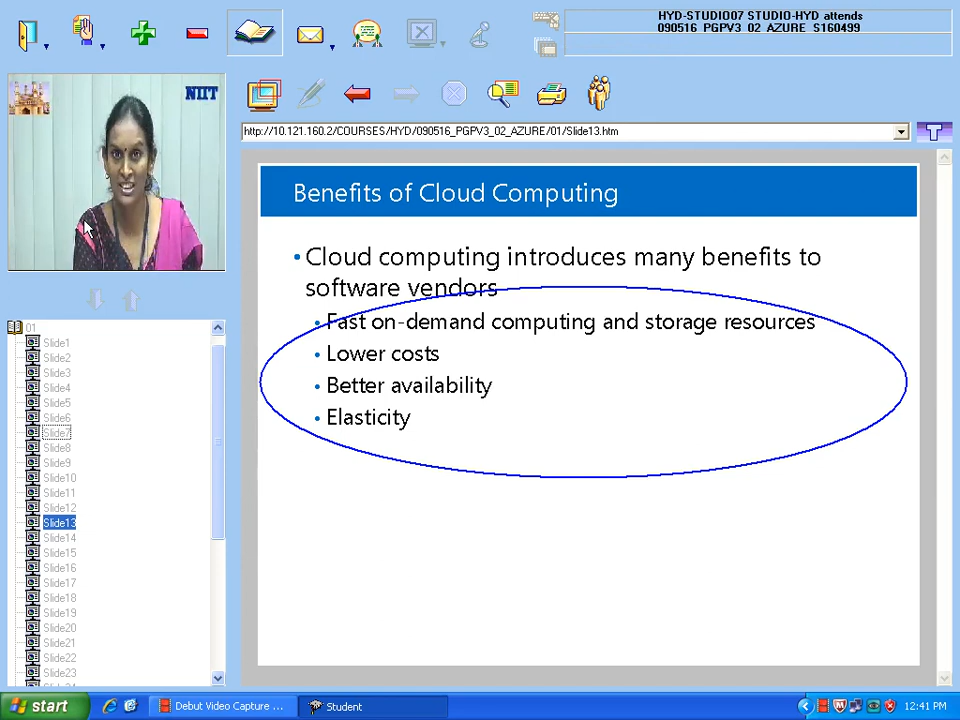 HYD-STUDIO07 STUDIO-HYD attends
090516_PGPV3_02_AZURE_S160499
NIIT
http://10.121.160.2/COURSES/HYD/090516_PGPV3_02_AZURE/01/Slide13.htm
T
Benefits of Cloud Computing
• Cloud computing introduces many benefits to
software vendors
• Fast on-demand computing and storage resources
• Lower costs
• Better availability
• Elasticity
01
Slide1
Slide2
Slide3
Slide4
Slide5
Slide6
Slide7
Slide8
Slide9
Slide10
Slide11
Slide12
Slide13
Slide14
Slide15
Slide16
Slide17
Slide18
Slide19
Slide20
Slide21
Slide22
Slide23
start
Debut Video Capture ...
Student
12:41 PM